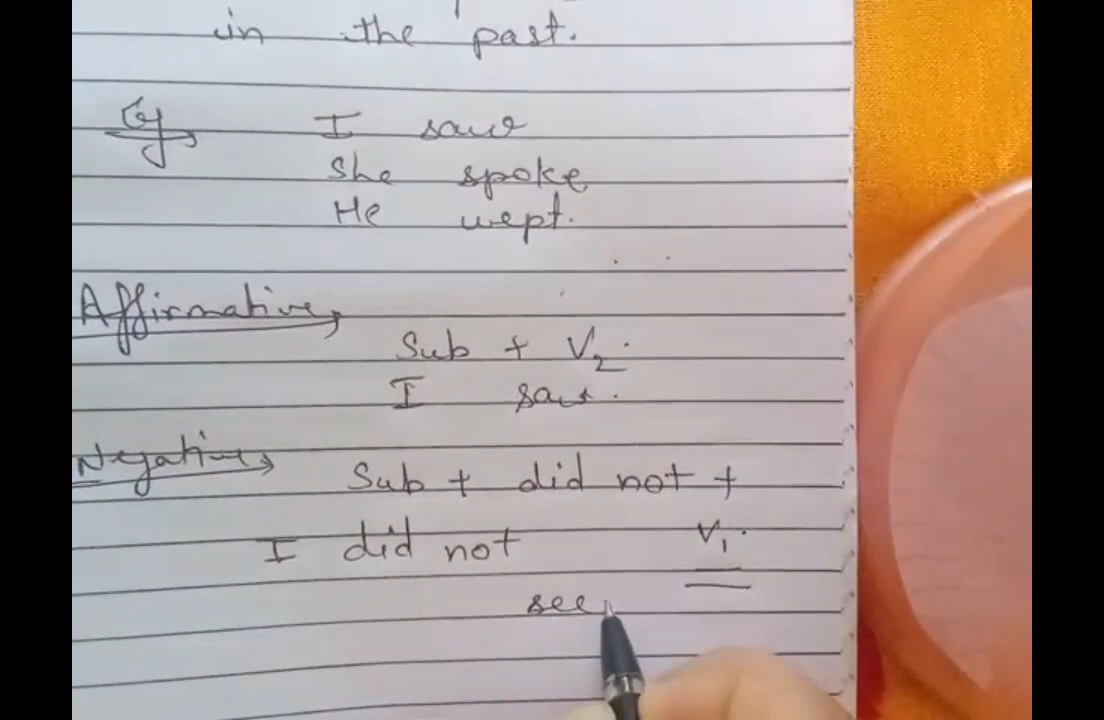 in the past.
Eg I saw
She spoke
He wept.
Affirmative
Sub + V2.
I saw.
Negative Sub + did not +
V1.
I did not
see